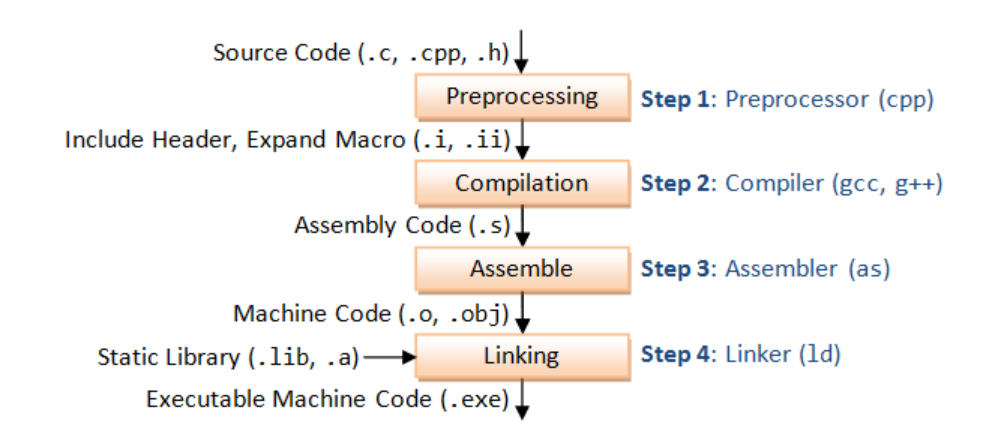 Source Code (.c, .cpp, .h)
Preprocessing
Step 1: Preprocessor (cpp)
Include Header, Expand Macro (.i, .ii)
Compilation
Step 2: Compiler (gcc, g++)
Assembly Code (.s)
Assemble
Step 3: Assembler (as)
Machine Code (.o, .obj)
Static Library (.lib, .a)
Linking
Step 4: Linker (ld)
Executable Machine Code (.exe)